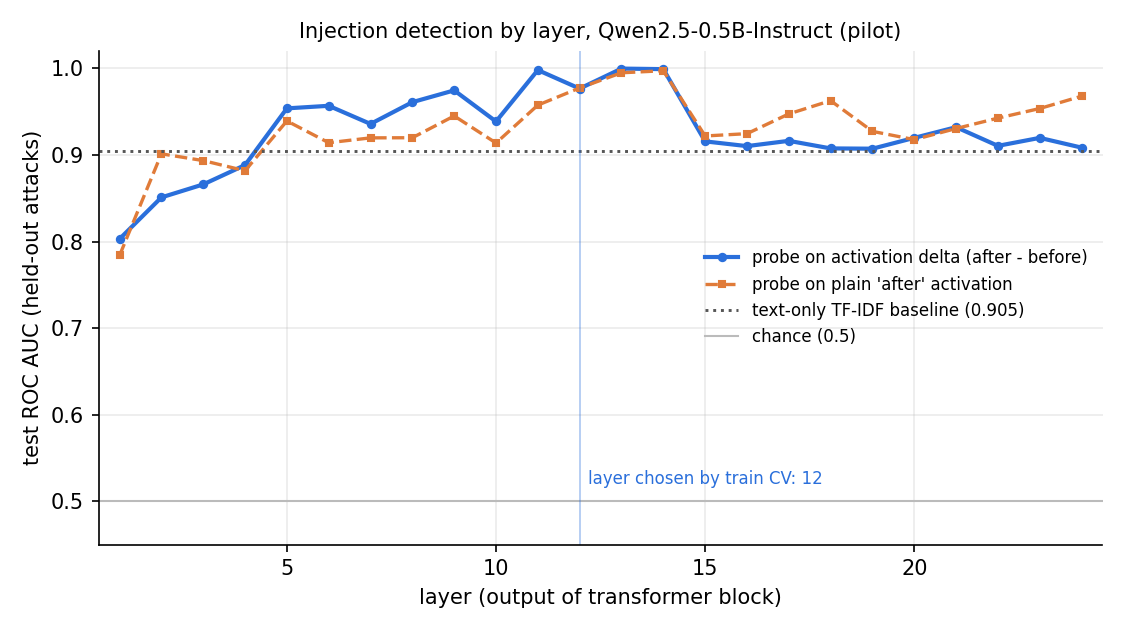 Injection detection by layer, Qwen2.5-0.5B-Instruct (pilot)
test ROC AUC (held-out attacks)
1.0
0.9
0.8
0.7
0.6
0.5
probe on activation delta (after - before)
probe on plain 'after' activation
text-only TF-IDF baseline (0.905)
chance (0.5)
layer chosen by train CV: 12
5
10
15
20
layer (output of transformer block)